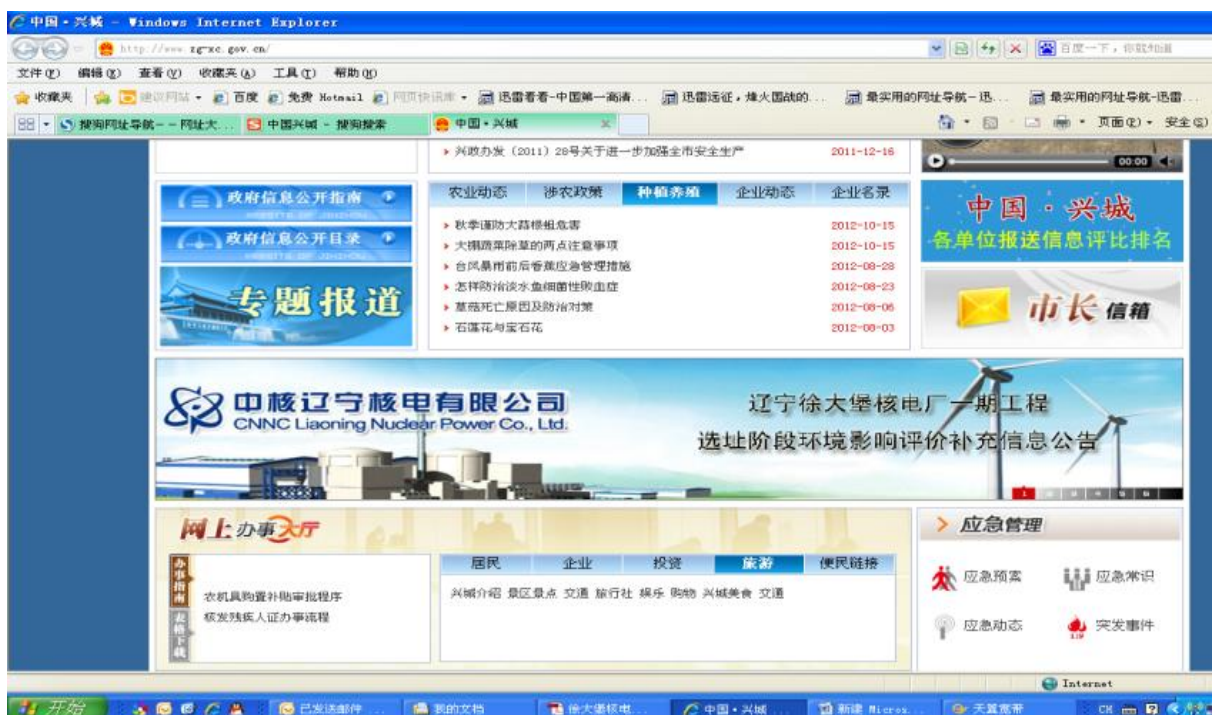 中国·兴城 - Windows Internet Explorer
http://www.zg-xc.gov.cn/
百度一下，你就知道
文件(F) 编辑(E) 查看(V) 收藏夹(A) 工具(T) 帮助(H)
收藏夹 建议网站 百度 免费 Hotmail 网页快讯库 迅雷看看-中国第一高清... 迅雷远征，烽火国战的... 最实用的网址导航-迅... 最实用的网址导航-迅雷...
搜狗网址导航--网址大... 中国兴城 - 搜狗搜索 中国·兴城 页面(P) 安全(S)
兴政办发（2011）28号关于进一步加强全市安全生产 2011-12-16
00:00
政府信息公开指南
政府信息公开目录
专题报道
农业动态 涉农政策 种植养殖 企业动态 企业名录
秋季谨防大蒜根蛆危害 2012-10-15
大棚蔬菜除草的两点注意事项 2012-10-15
台风暴雨前后香蕉应急管理措施 2012-08-28
怎样防治淡水鱼细菌性败血症 2012-08-23
草菇死亡原因及防治对策 2012-08-06
石莲花与宝石花 2012-08-03
中国·兴城
各单位报送信息评比排名
市长信箱
中核辽宁核电有限公司
CNNC Liaoning Nuclear Power Co., Ltd.
辽宁徐大堡核电厂一期工程
选址阶段环境影响评价补充信息公告
1 2 3 4 5 6
网上办事大厅
办事指南
表格下载
农机具购置补贴审批程序
核发残疾人证办事流程
居民 企业 投资 旅游 便民链接
兴城介绍 景区景点 交通 旅行社 娱乐 购物 兴城美食 交通
应急管理
应急预案 应急常识
应急动态 突发事件
Internet
开始 已发送邮件 ... 我的文档 徐大堡核电... 中国·兴城 ... 新建 Micros... 天翼宽带 CH